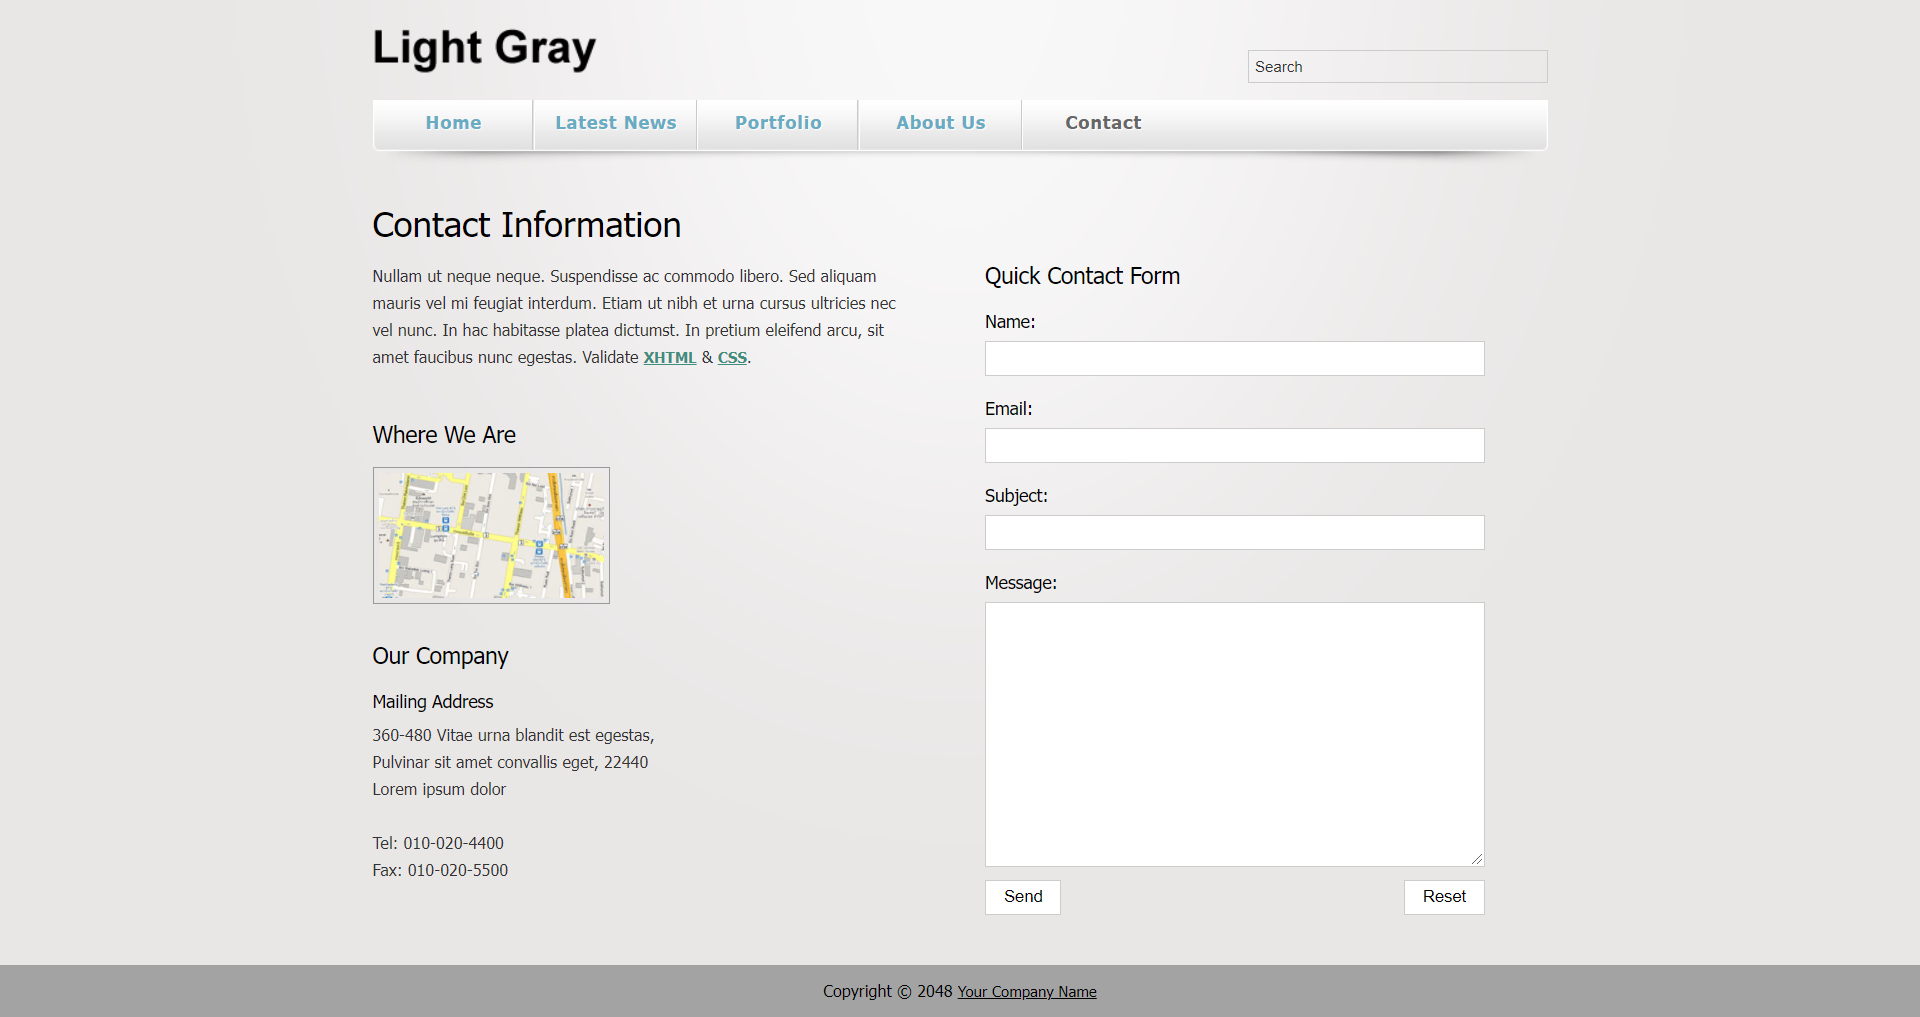 Light Gray
Search
Home
Latest News
Portfolio
About Us
Contact
Contact Information
Nullam ut neque neque. Suspendisse ac commodo libero. Sed aliquam
mauris vel mi feugiat interdum. Etiam ut nibh et urna cursus ultricies nec
vel nunc. In hac habitasse platea dictumst. In pretium eleifend arcu, sit
amet faucibus nunc egestas. Validate XHTML & CSS.
Where We Are
Our Company
Mailing Address
360-480 Vitae urna blandit est egestas,
Pulvinar sit amet convallis eget, 22440
Lorem ipsum dolor
Tel: 010-020-4400
Fax: 010-020-5500
Quick Contact Form
Name:
Email:
Subject:
Message:
Send
Reset
Copyright © 2048 Your Company Name